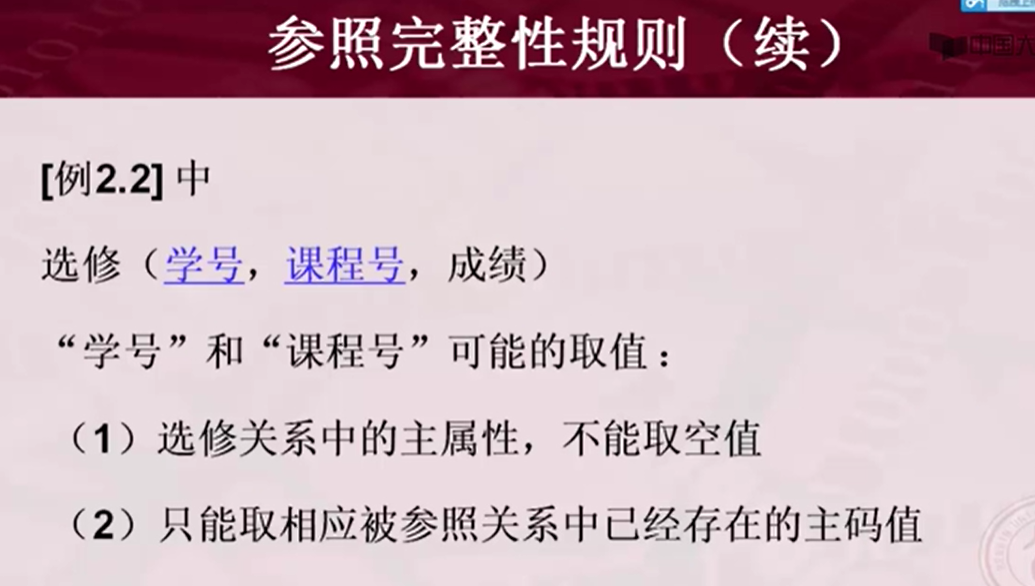 参照完整性规则（续）
[例2.2] 中
选修（学号，课程号，成绩）
“学号”和“课程号”可能的取值：
（1）选修关系中的主属性，不能取空值
（2）只能取相应被参照关系中已经存在的主码值